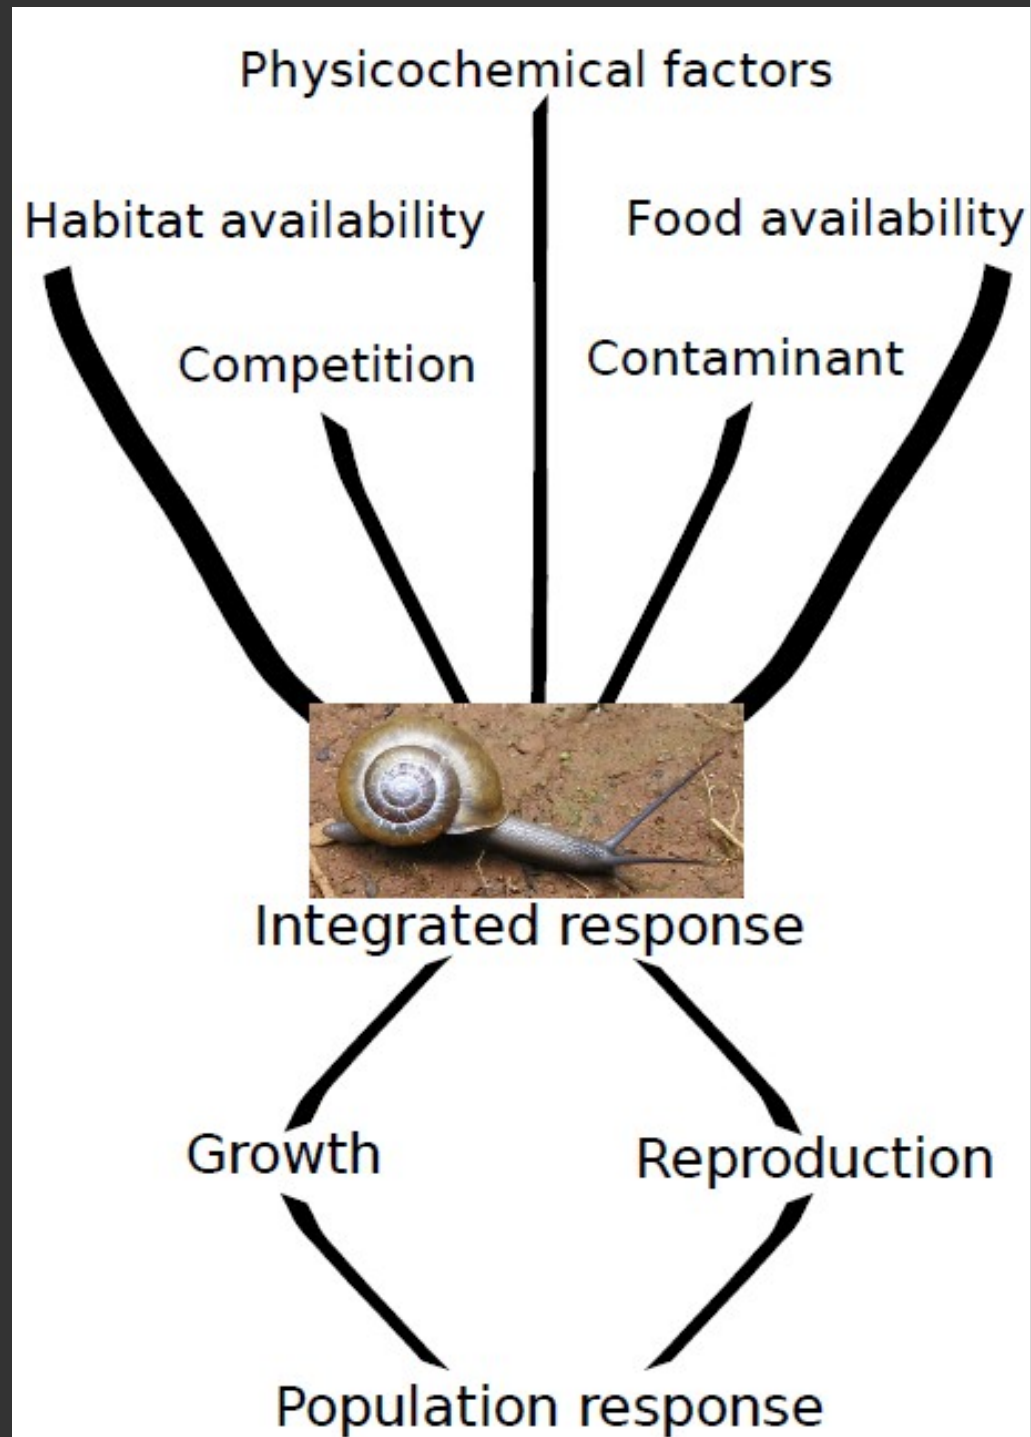 Physicochemical factors
Habitat availability
Food availability
Competition
Contaminant
Integrated response
Growth
Reproduction
Population response